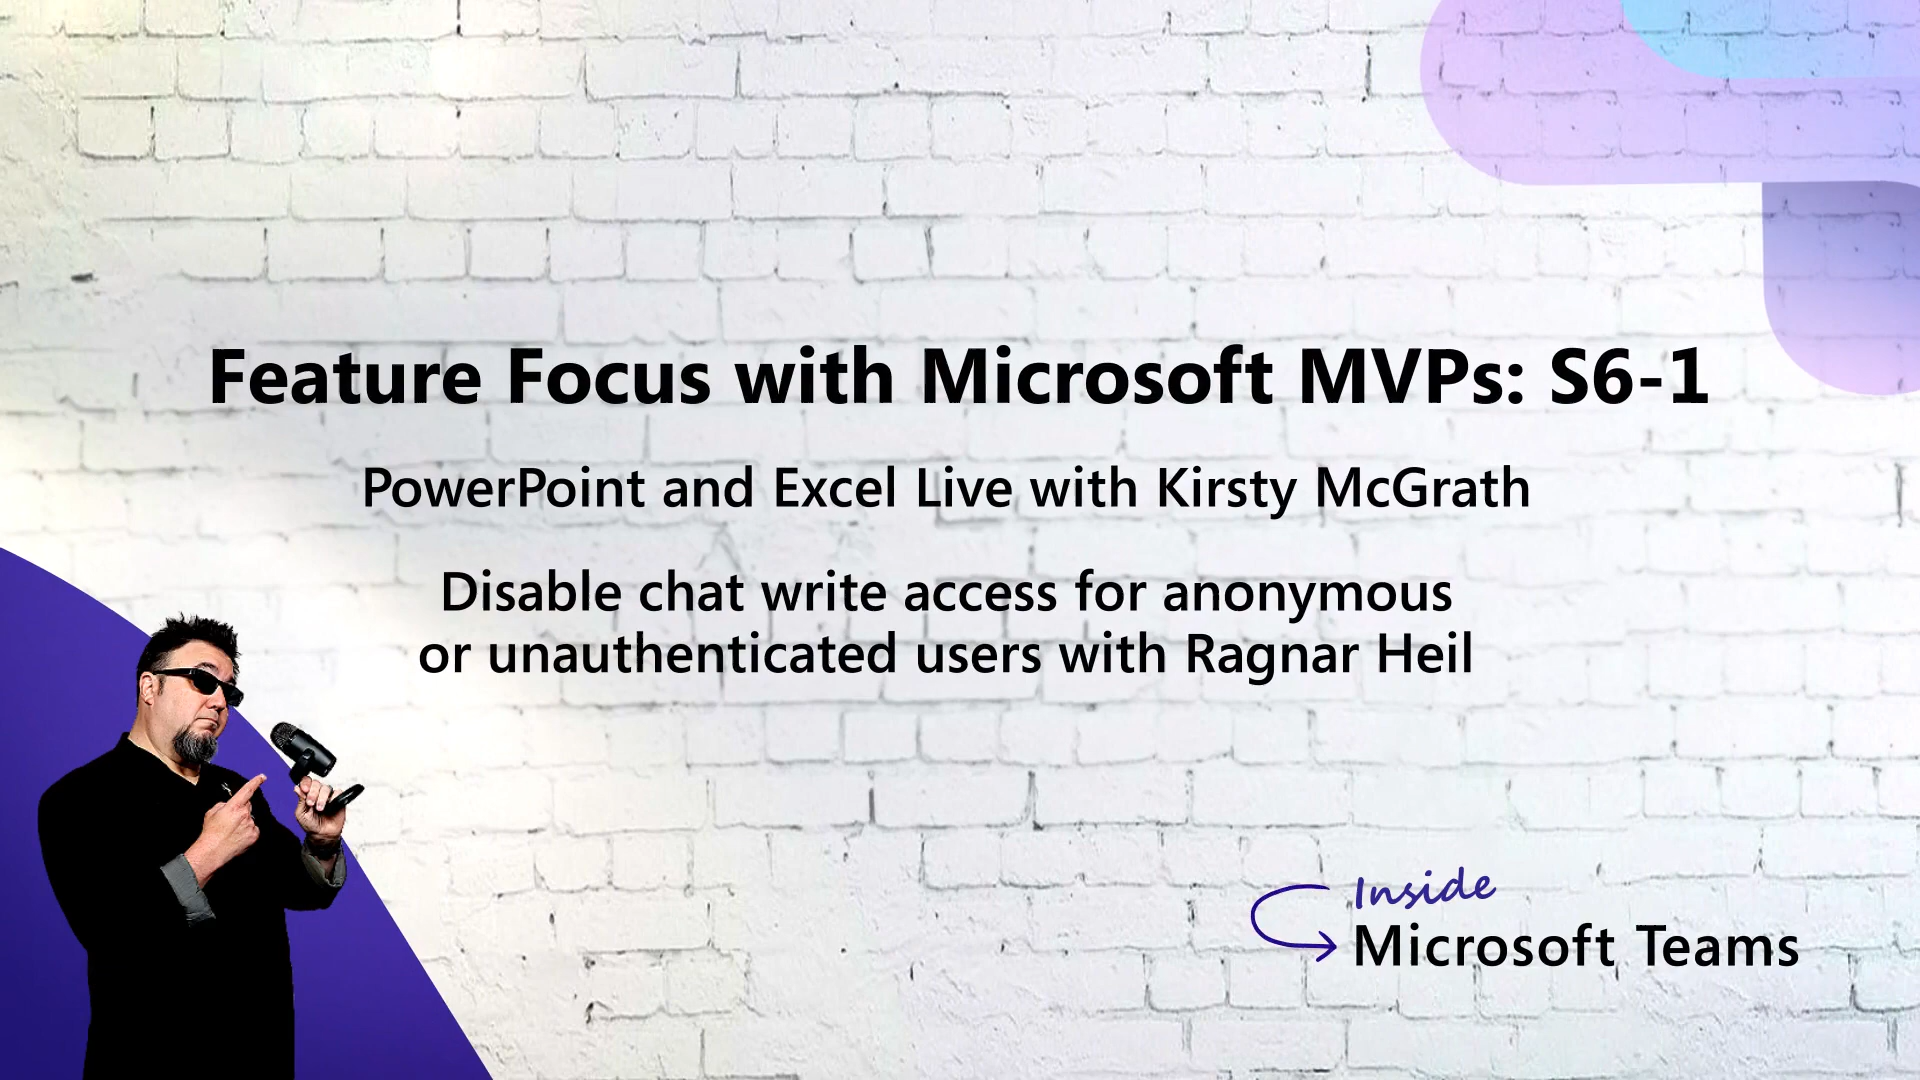 Feature Focus with Microsoft MVPs: S6-1
PowerPoint and Excel Live with Kirsty McGrath
Disable chat write access for anonymous
or unauthenticated users with Ragnar Heil
Inside
Microsoft Teams